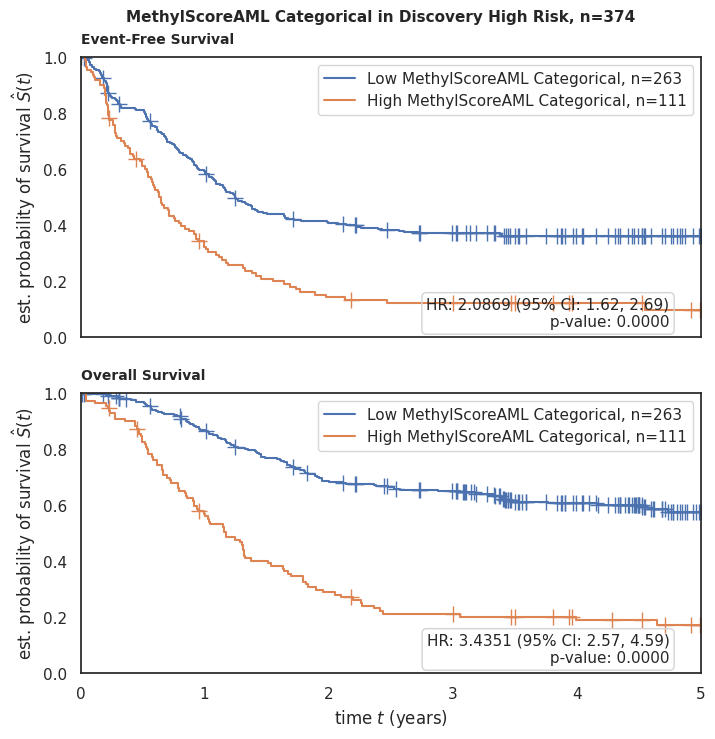 MethylScoreAML Categorical in Discovery High Risk, n=374
Event-Free Survival
est. probability of survival Ŝ(t)
1.0
0.8
0.6
0.4
0.2
0.0
Low MethylScoreAML Categorical, n=263
High MethylScoreAML Categorical, n=111
HR: 2.0869 (95% CI: 1.62, 2.69)
p-value: 0.0000
Overall Survival
est. probability of survival Ŝ(t)
1.0
0.8
0.6
0.4
0.2
0.0
Low MethylScoreAML Categorical, n=263
High MethylScoreAML Categorical, n=111
HR: 3.4351 (95% CI: 2.57, 4.59)
p-value: 0.0000
0 1 2 3 4 5
time t (years)